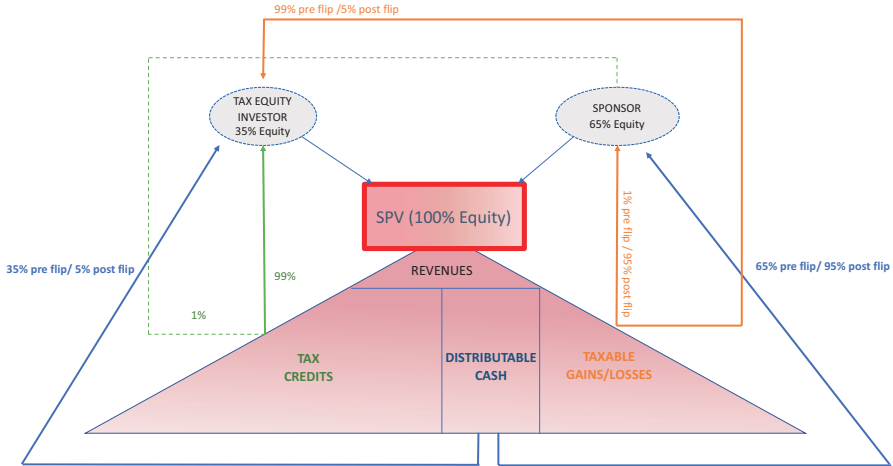 99% pre flip /5% post flip
TAX EQUITY
INVESTOR
35% Equity
SPONSOR
65% Equity
SPV (100% Equity)
REVENUES
1% pre flip / 95% post flip
35% pre flip/ 5% post flip
99%
65% pre flip/ 95% post flip
1%
TAX
CREDITS
DISTRIBUTABLE
CASH
TAXABLE
GAINS/LOSSES